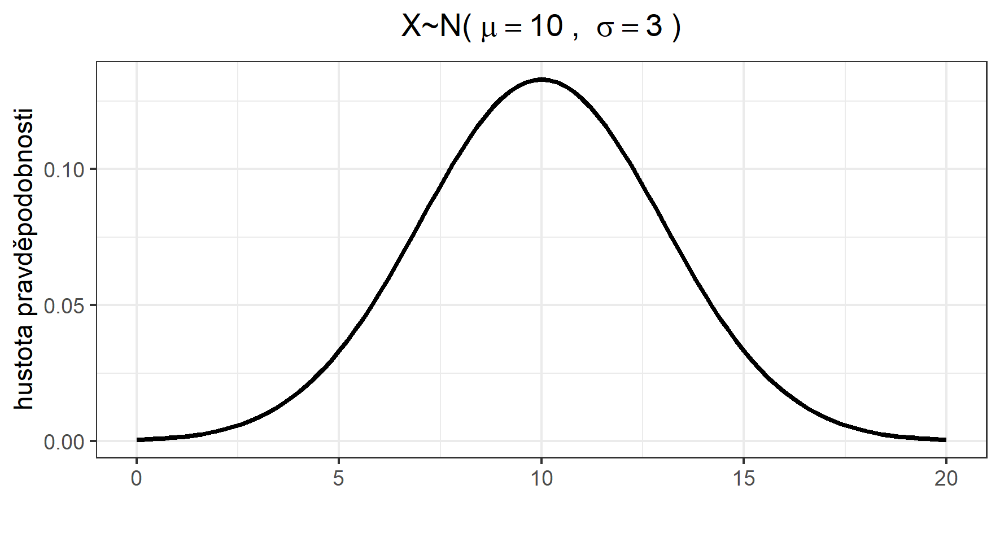 X~N( μ = 10 , σ = 3 )
hustota pravděpodobnosti
0.10
0.05
0.00
0 5 10 15 20